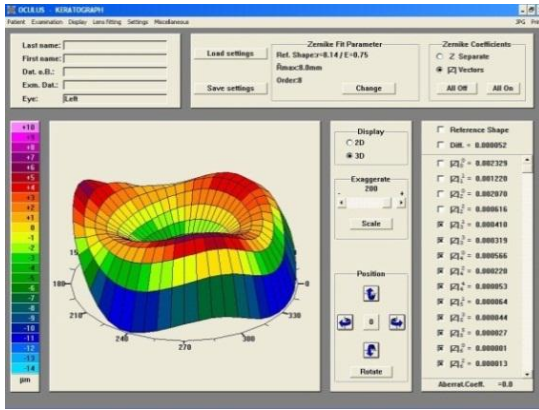 OCULUS - KERATOGRAPH
Patient Examination Display Lens fitting Settings Miscellaneous
JPG
Last name:
First name:
Dat. o.B.:
Exm. Dat.:
Eye: Left
Load settings
Save settings
Zernike Fit Parameter
Ref. Shape:r=8.14 / E=0.75
Rmax=8.0mm
Order:8
Change
Zernike Coefficients
Z Separate
|Z| Vectors
All Off
All On
+10
+9
+8
+7
+6
+5
+4
+3
+2
+1
0
-1
-2
-3
-4
-5
-6
-7
-8
-9
-10
-11
-12
-13
-14
µm
180
210
240
270
330
0
Display
2D
3D
Exaggerate
200
- +
Scale
Position
0
Rotate
Reference Shape
Diff. = 0.000052
= 0.002329
= 0.001220
= 0.002070
= 0.000616
= 0.000410
= 0.000319
= 0.000566
= 0.000220
= 0.000053
= 0.000064
= 0.000044
= 0.000027
= 0.000001
= 0.000013
Aberrat.Coeff. =0.0